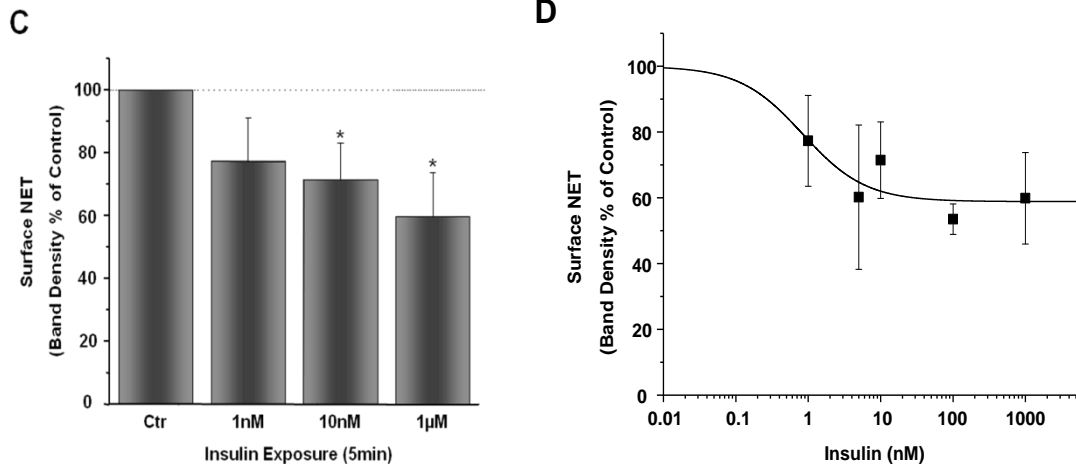 C
Surface NET
(Band Density % of Control)
100
80
60
40
20
0
*
*
Ctr
1nM
10nM
1µM
Insulin Exposure (5min)
D
Surface NET
(Band Density % of Control)
100
80
60
40
20
0
0.01
0.1
1
10
100
1000
Insulin (nM)